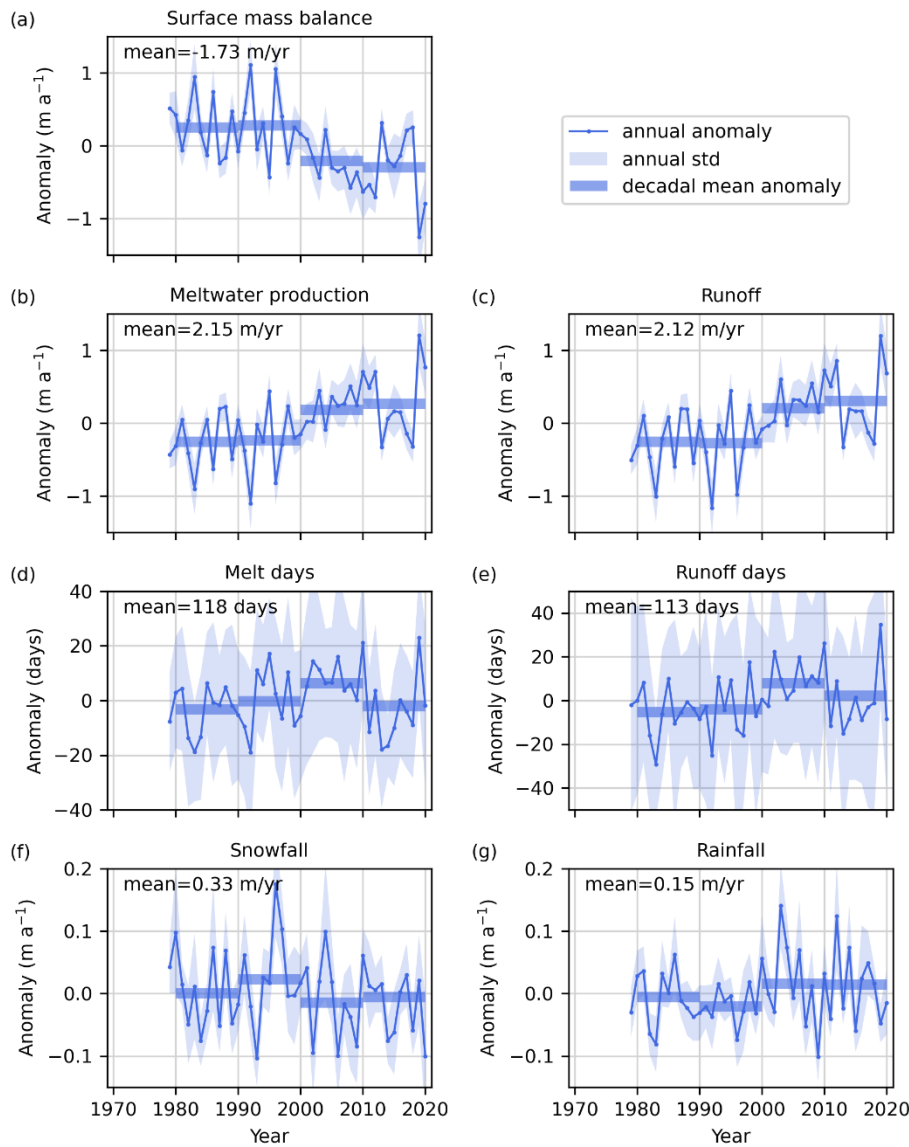 (a)
Surface mass balance
mean=-1.73 m/yr
Anomaly (m a⁻¹)
1
0
−1
annual anomaly
annual std
decadal mean anomaly
(b)
Meltwater production
mean=2.15 m/yr
Anomaly (m a⁻¹)
1
0
−1
(c)
Runoff
mean=2.12 m/yr
Anomaly (m a⁻¹)
1
0
−1
(d)
Melt days
mean=118 days
Anomaly (days)
40
20
0
−20
−40
(e)
Runoff days
mean=113 days
Anomaly (days)
40
20
0
−20
−40
(f)
Snowfall
mean=0.33 m/yr
Anomaly (m a⁻¹)
0.2
0.1
0.0
−0.1
1970 1980 1990 2000 2010 2020
Year
(g)
Rainfall
mean=0.15 m/yr
Anomaly (m a⁻¹)
0.2
0.1
0.0
−0.1
1970 1980 1990 2000 2010 2020
Year